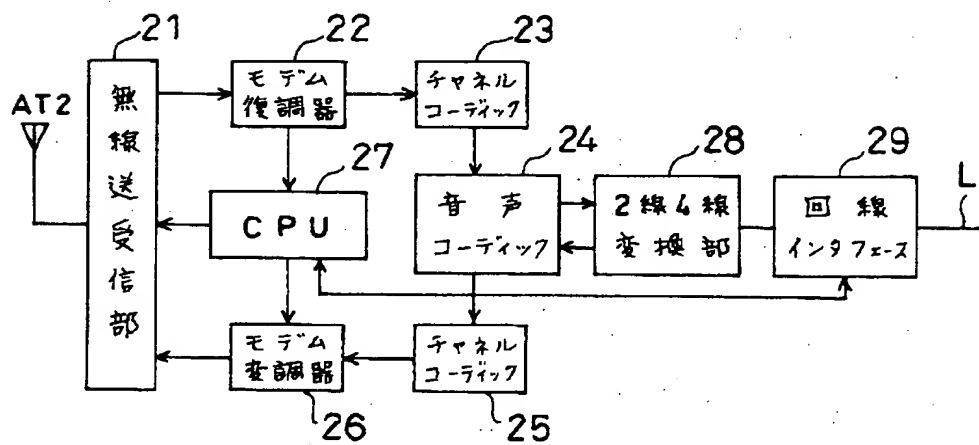 21
22
23
AT2
無線送受信部
モデム
復調器
チャネル
コーディック
24
28
29
27
L
CPU
音声
コーディック
2線4線
変換部
回線
インタフェース
モデム
変調器
チャネル
コーディック
26
25